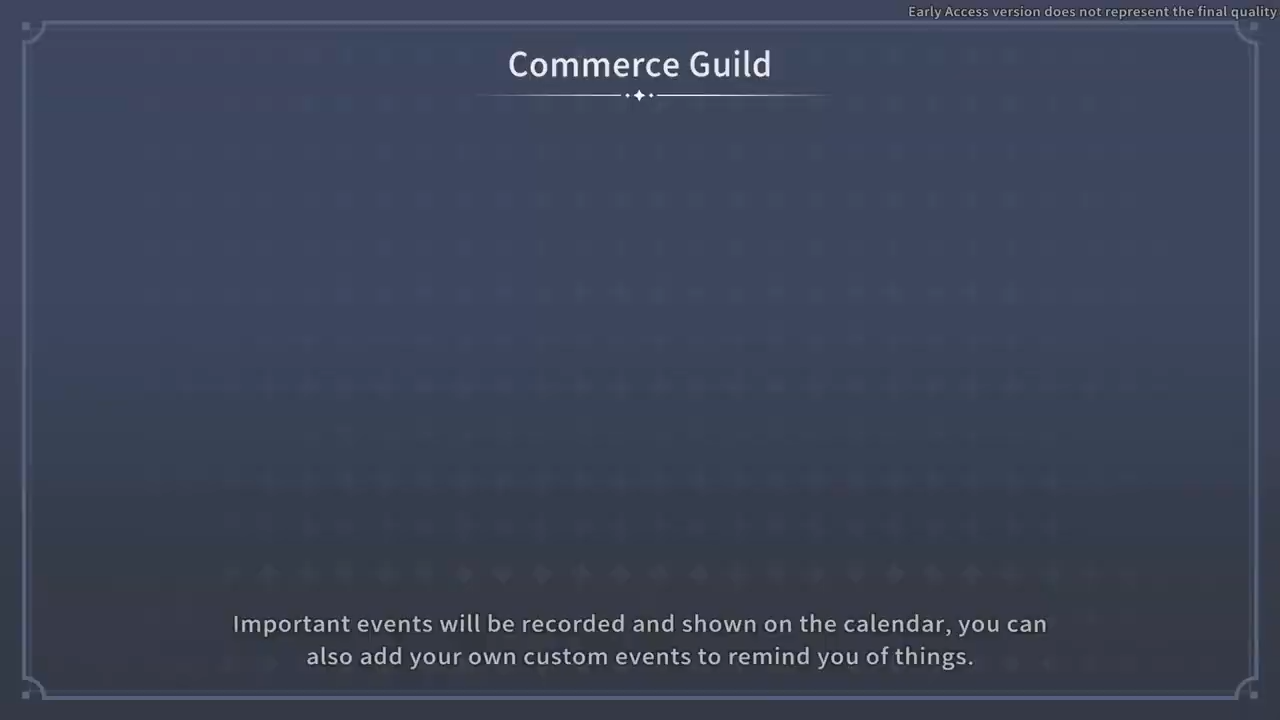 Early Access version does not represent the final quality
Commerce Guild
Important events will be recorded and shown on the calendar, you can
also add your own custom events to remind you of things.